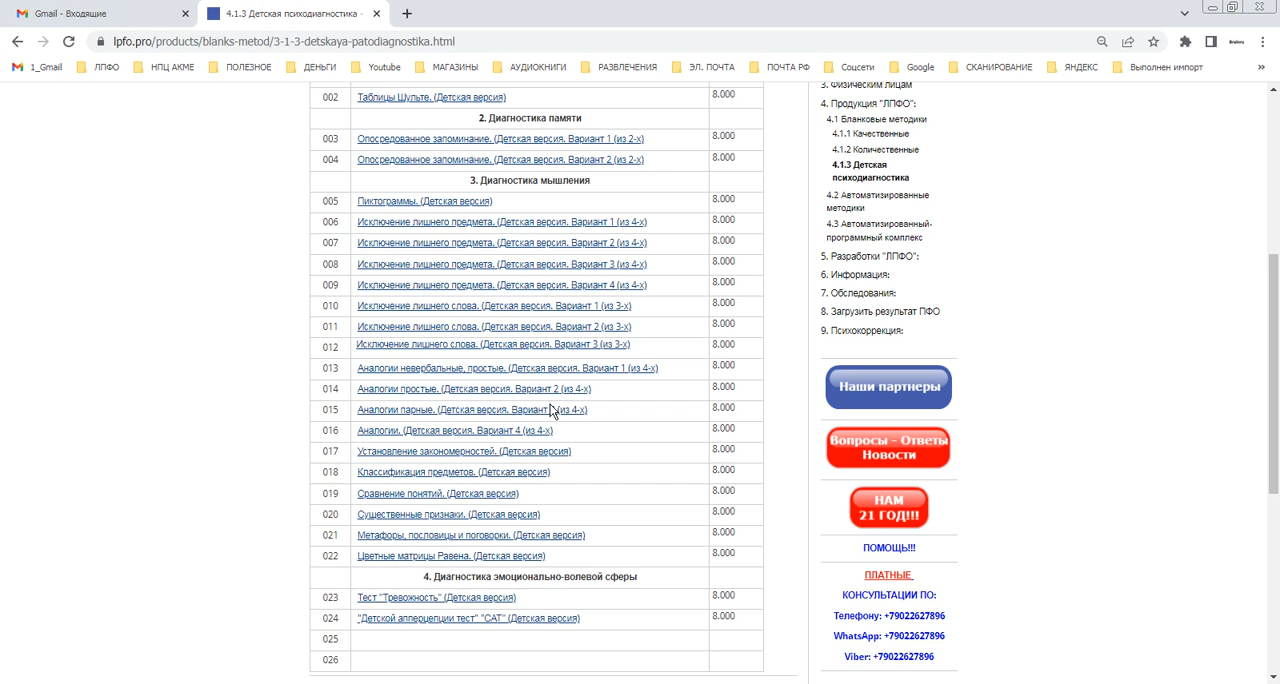 Gmail - Входящие
4.1.3 Детская психодиагностика -
lpfo.pro/products/blanks-metod/3-1-3-detskaya-patodiagnostika.html
1_Gmail ЛПФО НПЦ АКМЕ ПОЛЕЗНОЕ ДЕНЬГИ Youtube МАГАЗИНЫ АУДИОКНИГИ РАЗВЛЕЧЕНИЯ ЭЛ. ПОЧТА ПОЧТА РФ Соцсети Google СКАНИРОВАНИЕ ЯНДЕКС Выполнен импорт »
002 Таблицы Шульте. (Детская версия) 8.000
2. Диагностика памяти
003 Опосредованное запоминание. (Детская версия. Вариант 1 (из 2-х) 8.000
004 Опосредованное запоминание. (Детская версия. Вариант 2 (из 2-х) 8.000
3. Диагностика мышления
005 Пиктограммы. (Детская версия) 8.000
006 Исключение лишнего предмета. (Детская версия. Вариант 1 (из 4-х) 8.000
007 Исключение лишнего предмета. (Детская версия. Вариант 2 (из 4-х) 8.000
008 Исключение лишнего предмета. (Детская версия. Вариант 3 (из 4-х) 8.000
009 Исключение лишнего предмета. (Детская версия. Вариант 4 (из 4-х) 8.000
010 Исключение лишнего слова. (Детская версия. Вариант 1 (из 3-х) 8.000
011 Исключение лишнего слова. (Детская версия. Вариант 2 (из 3-х) 8.000
012 Исключение лишнего слова. (Детская версия. Вариант 3 (из 3-х) 8.000
013 Аналогии невербальные, простые. (Детская версия. Вариант 1 (из 4-х) 8.000
014 Аналогии простые. (Детская версия. Вариант 2 (из 4-х) 8.000
015 Аналогии парные. (Детская версия. Вариант (из 4-х) 8.000
016 Аналогии. (Детская версия. Вариант 4 (из 4-х) 8.000
017 Установление закономерностей. (Детская версия) 8.000
018 Классификация предметов. (Детская версия) 8.000
019 Сравнение понятий. (Детская версия) 8.000
020 Существенные признаки. (Детская версия) 8.000
021 Метафоры, пословицы и поговорки. (Детская версия) 8.000
022 Цветные матрицы Равена. (Детская версия) 8.000
4. Диагностика эмоционально-волевой сферы
023 Тест "Тревожность" (Детская версия) 8.000
024 "Детской апперцепции тест" "САТ" (Детская версия) 8.000
025
026
3. Физическим лицам
4. Продукция "ЛПФО":
4.1 Бланковые методики
4.1.1 Качественные
4.1.2 Количественные
4.1.3 Детская
психодиагностика
4.2 Автоматизированные
методики
4.3 Автоматизированный-
программный комплекс
5. Разработки "ЛПФО":
6. Информация:
7. Обследования:
8. Загрузить результат ПФО
9. Психокоррекция:
Наши партнеры
Вопросы - Ответы
Новости
НАМ
21 ГОД!!!
ПОМОЩЬ!!!
ПЛАТНЫЕ
КОНСУЛЬТАЦИИ ПО:
Телефону: +79022627896
WhatsApp: +79022627896
Viber: +79022627896